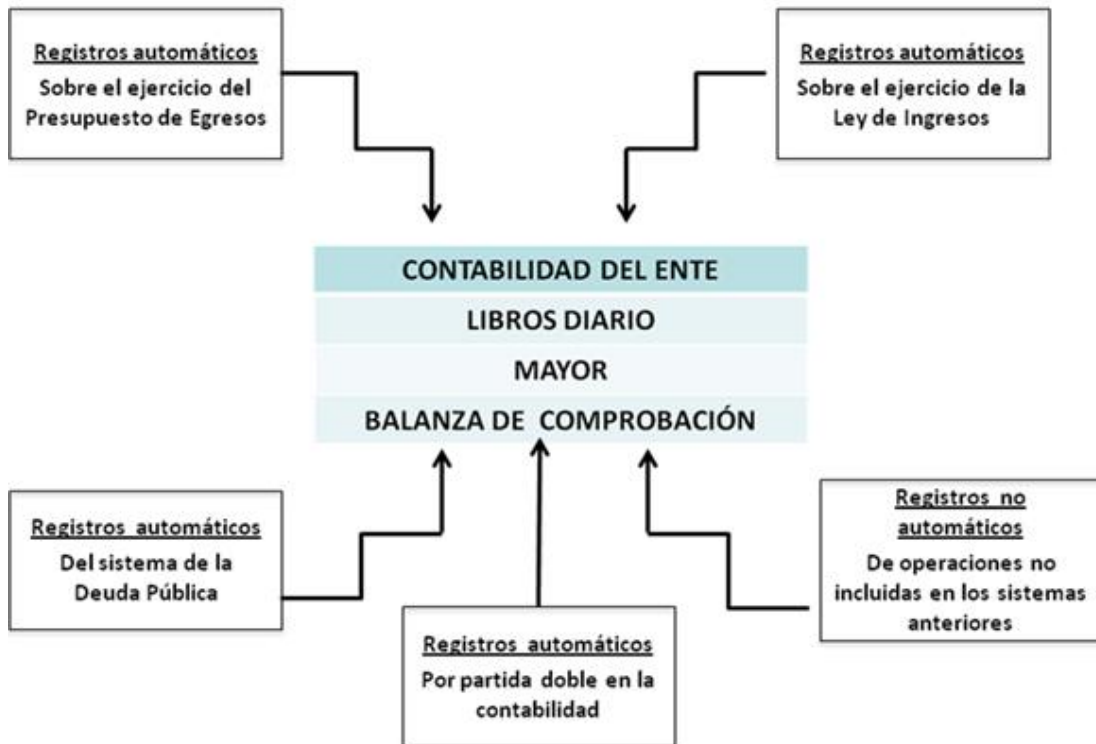 Registros automáticos
Sobre el ejercicio del
Presupuesto de Egresos
Registros automáticos
Sobre el ejercicio de la
Ley de Ingresos
CONTABILIDAD DEL ENTE
LIBROS DIARIO
MAYOR
BALANZA DE COMPROBACIÓN
Registros automáticos
Del sistema de la
Deuda Pública
Registros automáticos
Por partida doble en la
contabilidad
Registros no
automáticos
De operaciones no
incluidas en los sistemas
anteriores